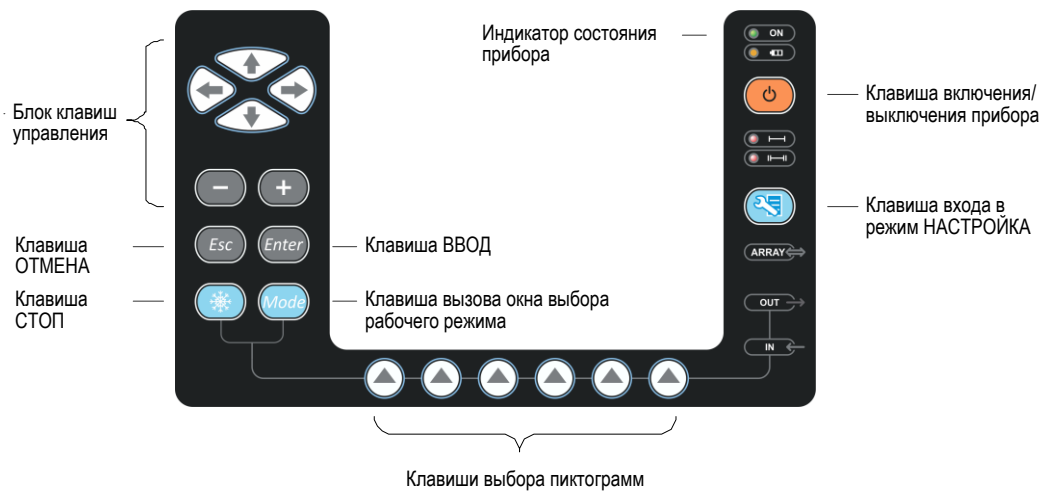 Блок клавиш
управления
Клавиша
ОТМЕНА
Клавиша
СТОП
Esc
Enter
Mode
Клавиша ВВОД
Клавиша вызова окна выбора
рабочего режима
Индикатор состояния
прибора
ON
Клавиша включения/
выключения прибора
Клавиша входа в
режим НАСТРОЙКА
ARRAY
OUT
IN
Клавиши выбора пиктограмм